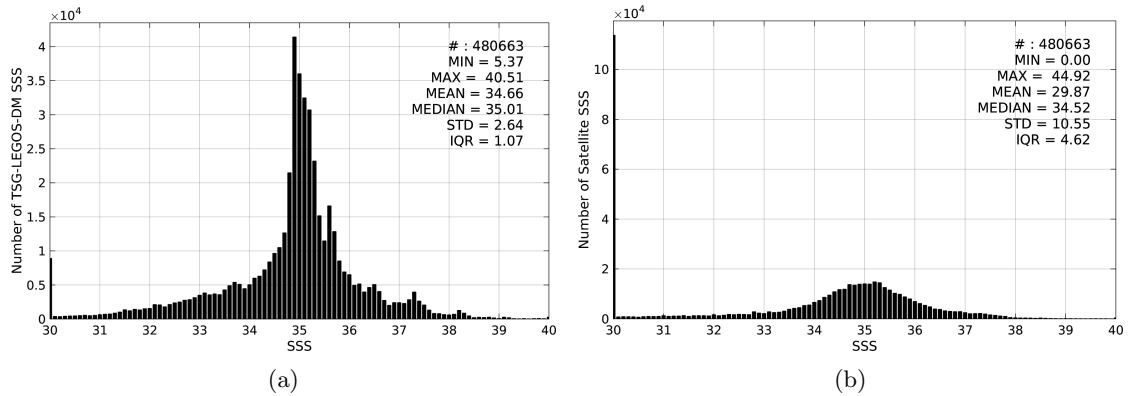 ×10⁴
4
3.5
3
2.5
2
1.5
1
0.5
0
Number of TSG-LEGOS-DM SSS
# : 480663
MIN = 5.37
MAX = 40.51
MEAN = 34.66
MEDIAN = 35.01
STD = 2.64
IQR = 1.07
30 31 32 33 34 35 36 37 38 39 40
SSS
(a)
×10⁴
10
8
6
4
2
0
Number of Satellite SSS
# : 480663
MIN = 0.00
MAX = 44.92
MEAN = 29.87
MEDIAN = 34.52
STD = 10.55
IQR = 4.62
30 31 32 33 34 35 36 37 38 39 40
SSS
(b)